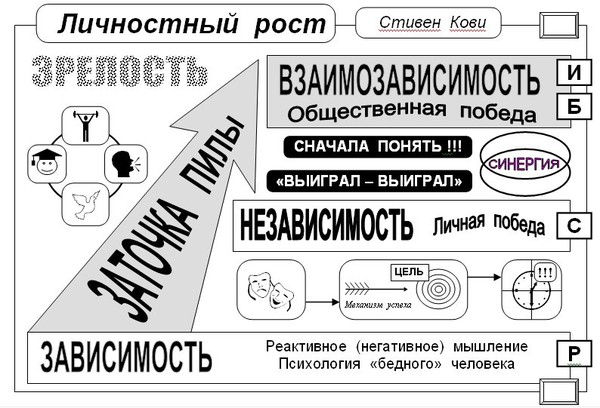 Личностный рост
Стивен Кови
ЗРЕЛОСТЬ
ВЗАИМОЗАВИСИМОСТЬ
Общественная победа
И
Б
ЗАТОЧКА ПИЛЫ
СНАЧАЛА ПОНЯТЬ !!!
«ВЫИГРАЛ – ВЫИГРАЛ»
СИНЕРГИЯ
НЕЗАВИСИМОСТЬ
Личная победа
С
ЦЕЛЬ
Механизм успеха
!!!
ЗАВИСИМОСТЬ
Реактивное (негативное) мышление
Психология «бедного» человека
Р